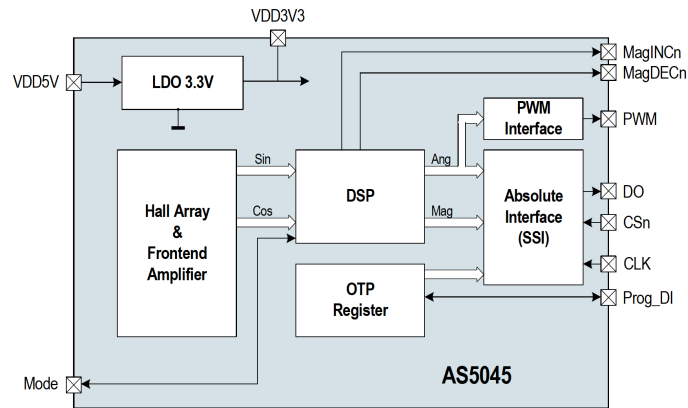 VDD3V3
VDD5V
LDO 3.3V
MagINCn
MagDECn
PWM
Interface
PWM
Sin
Ang
Hall Array
&
Frontend
Amplifier
DSP
Absolute
Interface
(SSI)
DO
Cos
Mag
CSn
CLK
OTP
Register
Prog_DI
Mode
AS5045